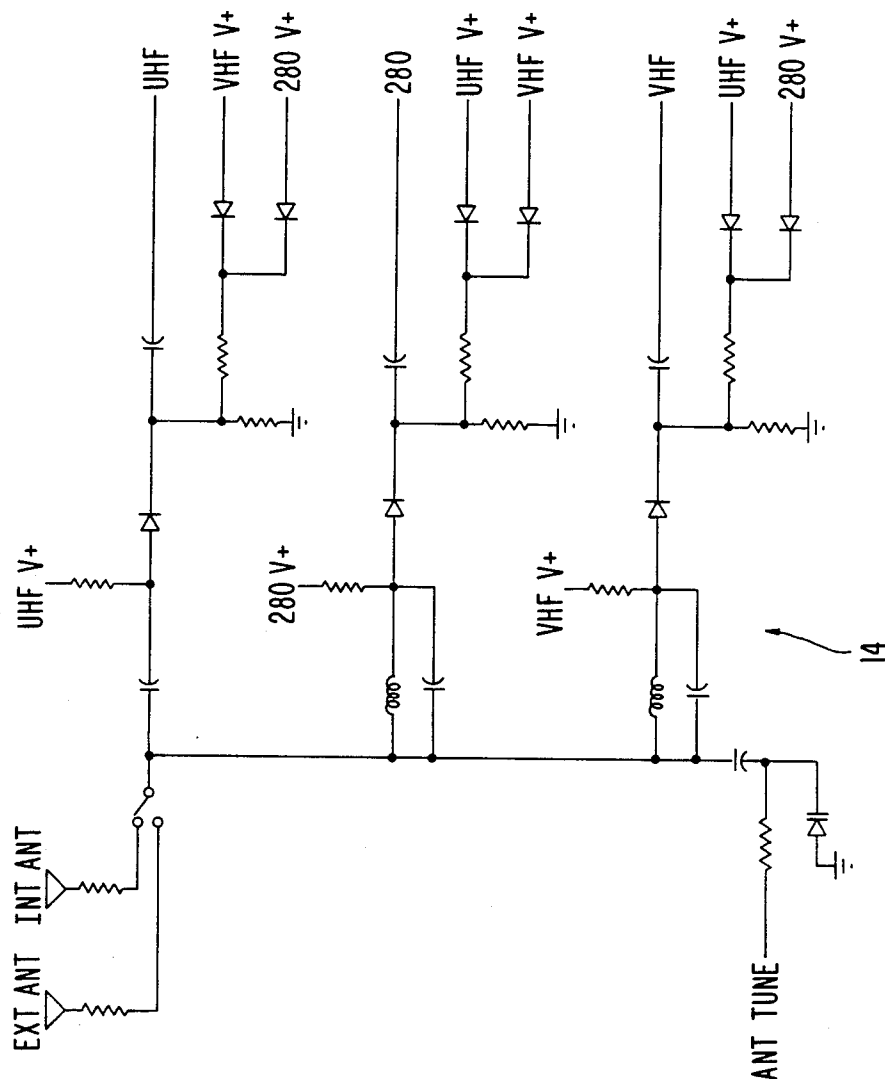 EXT ANT
INT ANT
UHF V+
UHF
VHF V+
280 V+
280 V+
280
UHF V+
VHF V+
VHF V+
VHF
UHF V+
280 V+
ANT TUNE
14